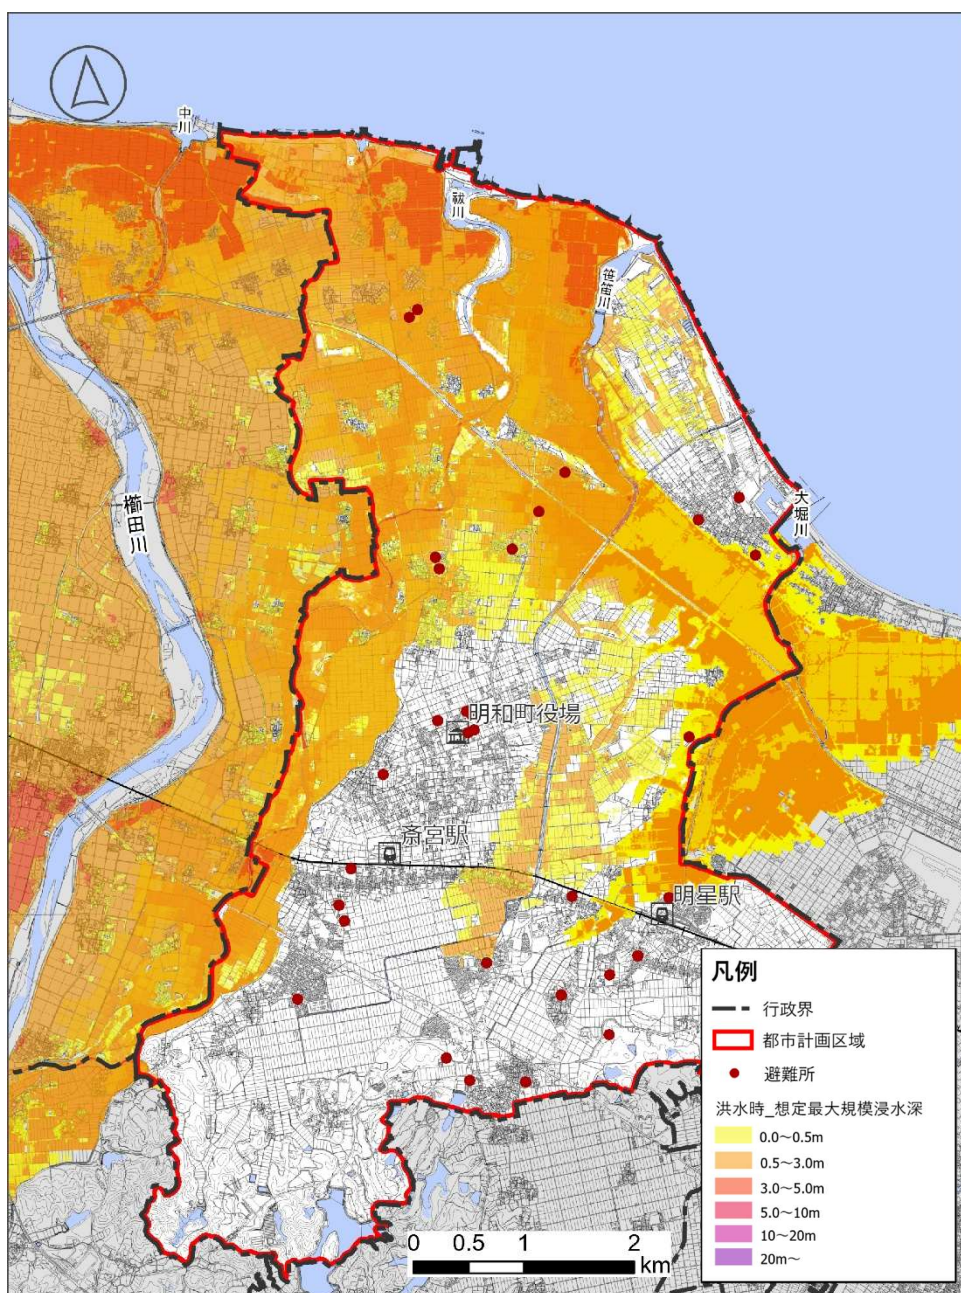 中川
祓川
笹笛川
大堀川
櫛田川
明和町役場
斎宮駅
明星駅
凡例
行政界
都市計画区域
避難所
洪水時_想定最大規模浸水深
0.0～0.5m
0.5～3.0m
3.0～5.0m
5.0～10m
10～20m
20m～
0 0.5 1 2
km